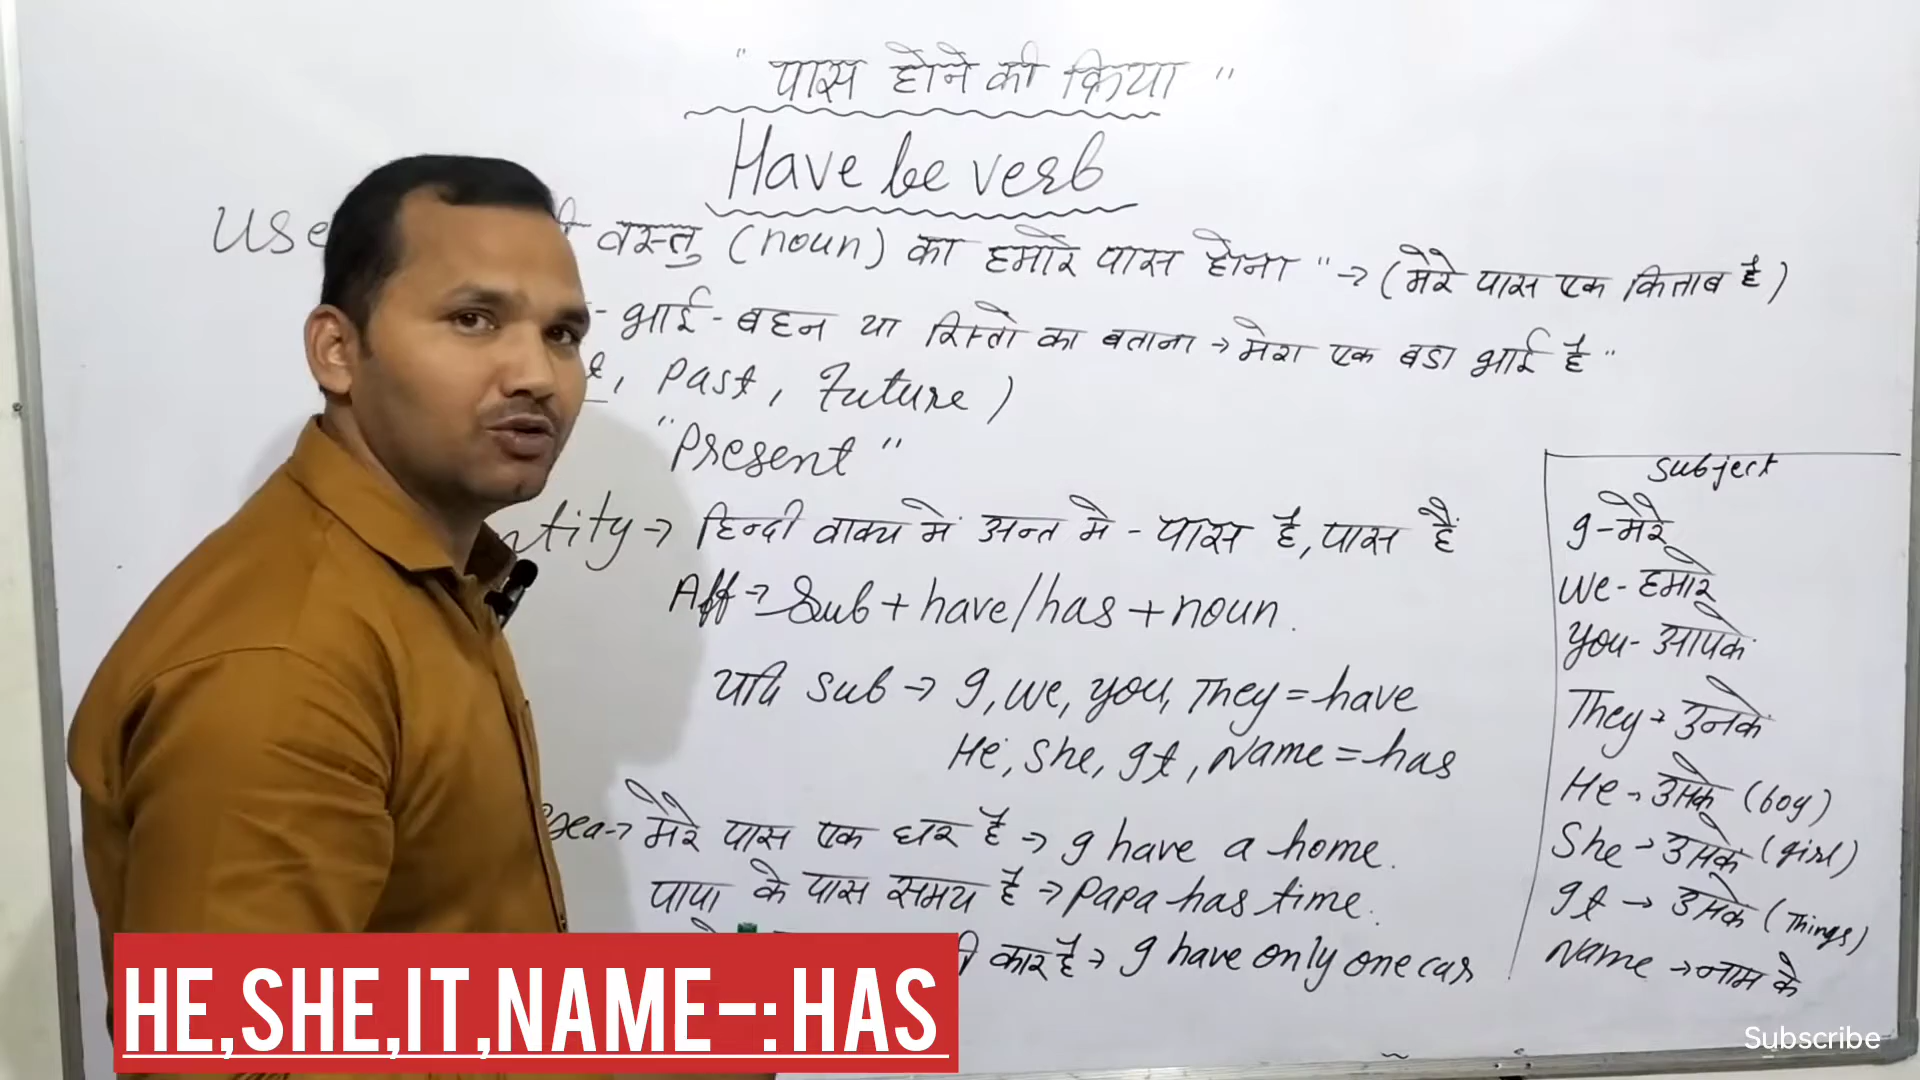 " पास होने की क्रिया "
Have be verb
Use वस्तु (noun) का हमारे पास होना " → (मेरे पास एक किताब है)
- भाई - बहन या रिस्तो का बताना → मेरा एक बडा भाई है "
, Past, Future)
"Present"
ntity → हिन्दी वाक्य में अन्त मे - पास है, पास हैं
Aff → Sub + have/has + noun.
यदि Sub → I, we, you, They = have
He, She, It, Name = has
→ मेरे पास एक घर है → I have a home.
पापा के पास समय है → Papa has time.
कार है → I have only one car
Subject
I - मेरे
We - हमारे
You - आपके
They → उनके
He → उसके (boy)
She → उसके (girl)
It → उसके (Things)
Name → नाम के
HE,SHE,IT,NAME-:HAS
Subscribe